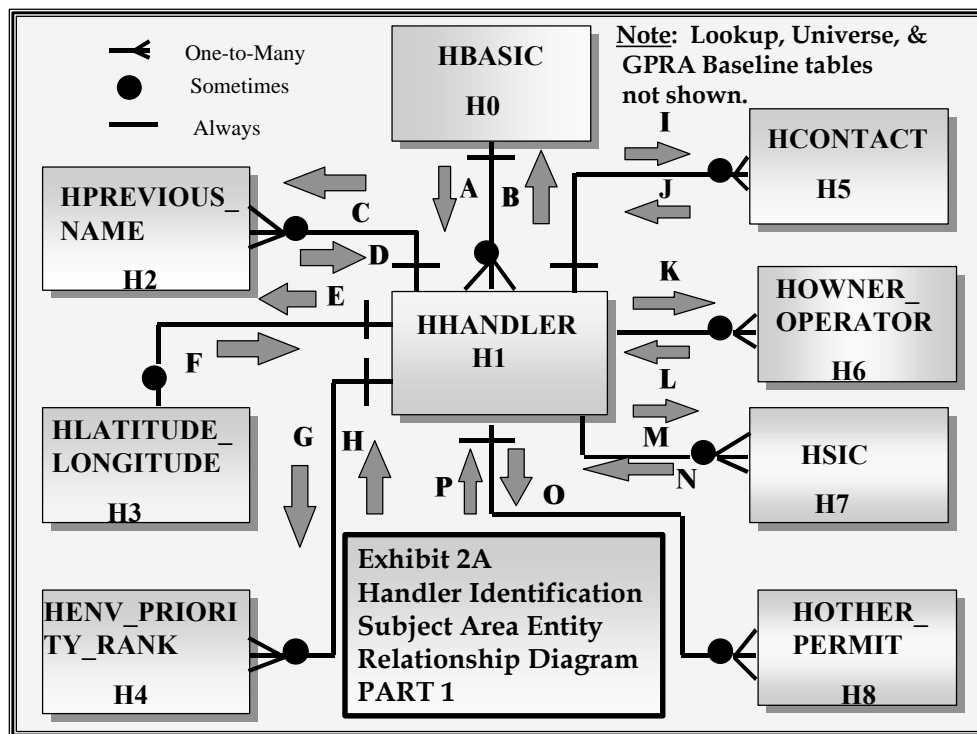 One-to-Many
Sometimes
Always
HBASIC
H0
Note: Lookup, Universe, &
GPRA Baseline tables
not shown.
HPREVIOUS_
NAME
H2
HCONTACT
H5
A
B
C
D
E
F
G
H
I
J
K
L
M
N
O
P
HHANDLER
H1
HOWNER_
OPERATOR
H6
HLATITUDE_
LONGITUDE
H3
HSIC
H7
HENV_PRIORI
TY_RANK
H4
Exhibit 2A
Handler Identification
Subject Area Entity
Relationship Diagram
PART 1
HOTHER_
PERMIT
H8